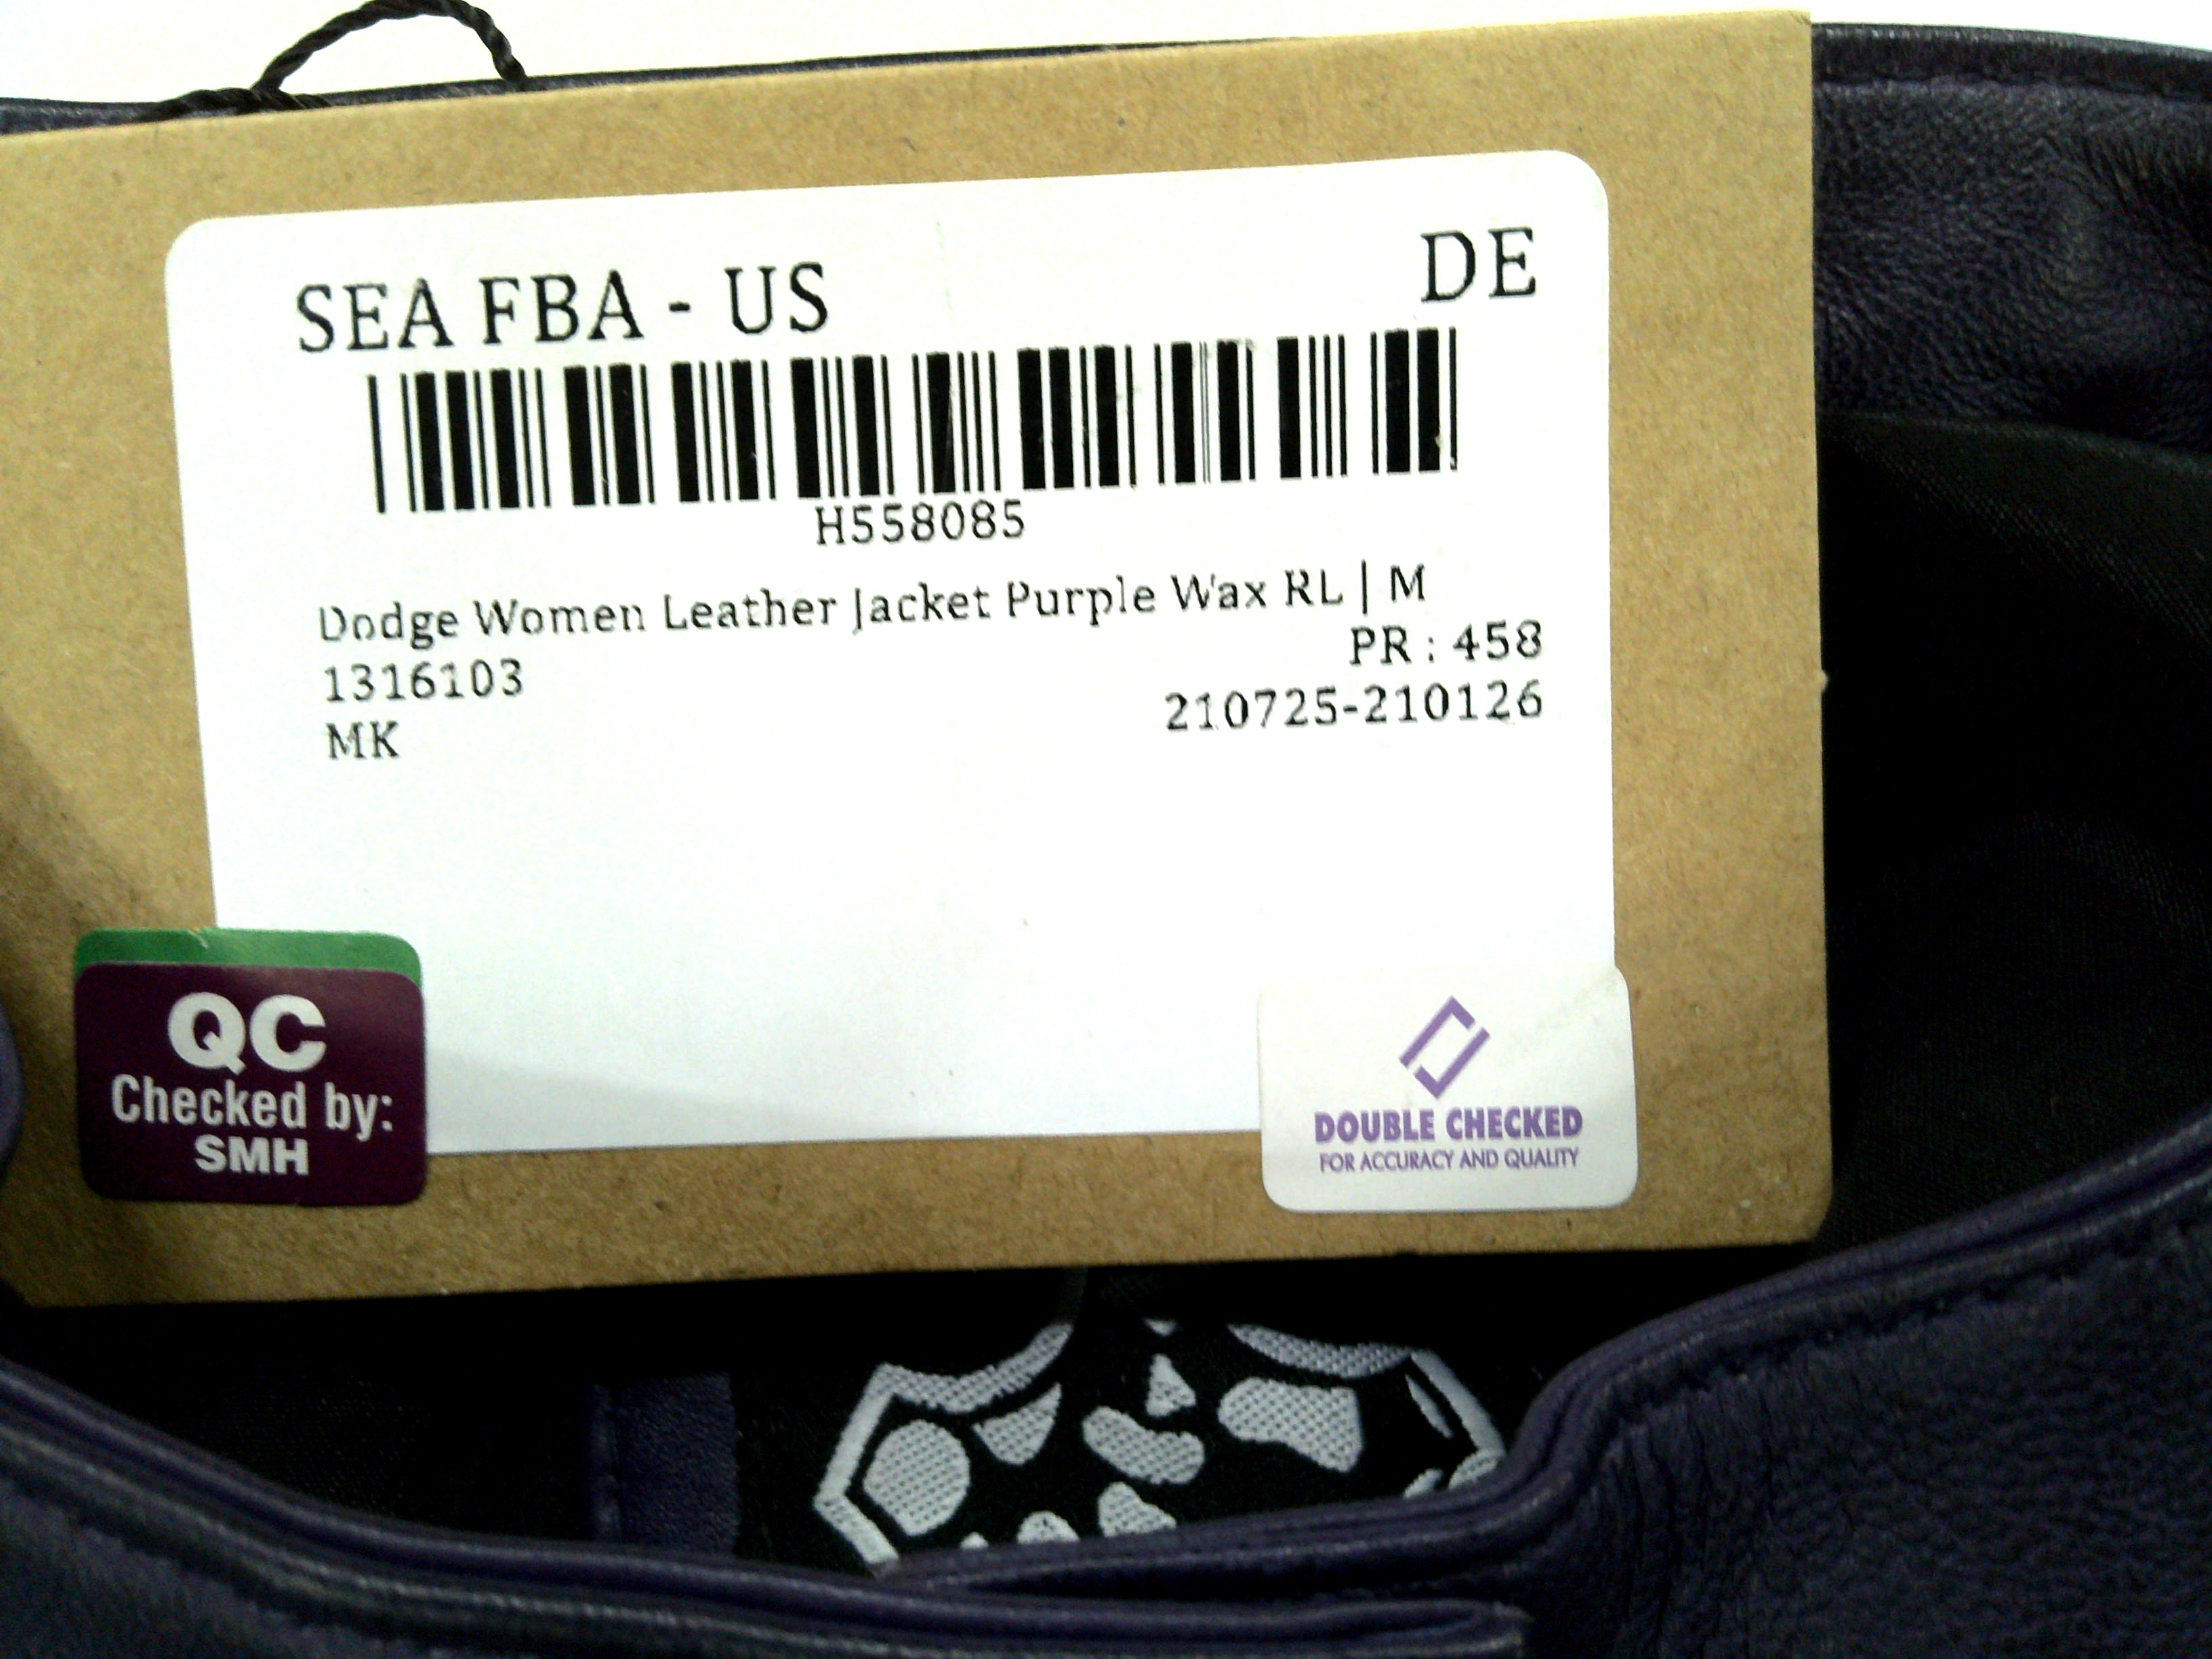 SEA FBA - US DE
H558085
Dodge Women Leather Jacket Purple Wax RL | M
PR : 458
1316103
210725-210126
MK
QC
Checked by:
SMH
DOUBLE CHECKED
FOR ACCURACY AND QUALITY